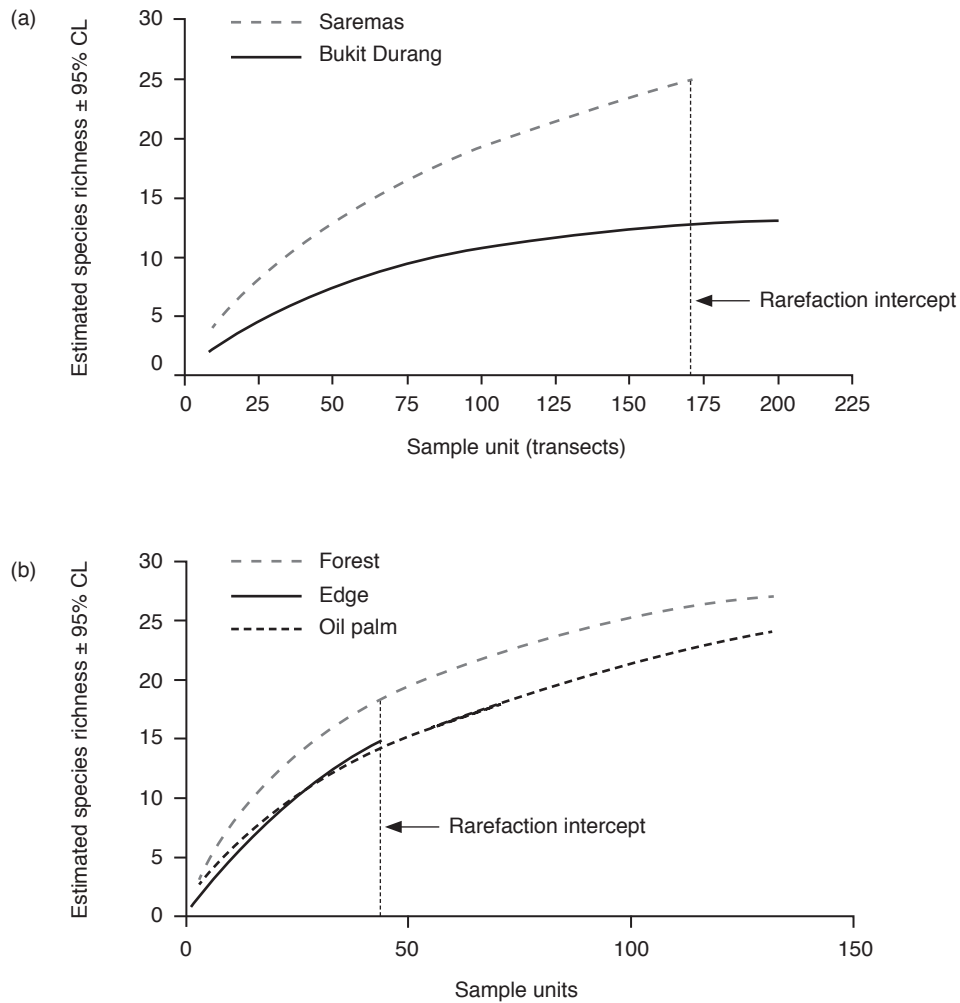 (a)
Estimated species richness ± 95% CL
30
25
20
15
10
5
0
Saremas
Bukit Durang
Rarefaction intercept
0 25 50 75 100 125 150 175 200 225
Sample unit (transects)
(b)
Estimated species richness ± 95% CL
30
25
20
15
10
5
0
Forest
Edge
Oil palm
Rarefaction intercept
0 50 100 150
Sample units